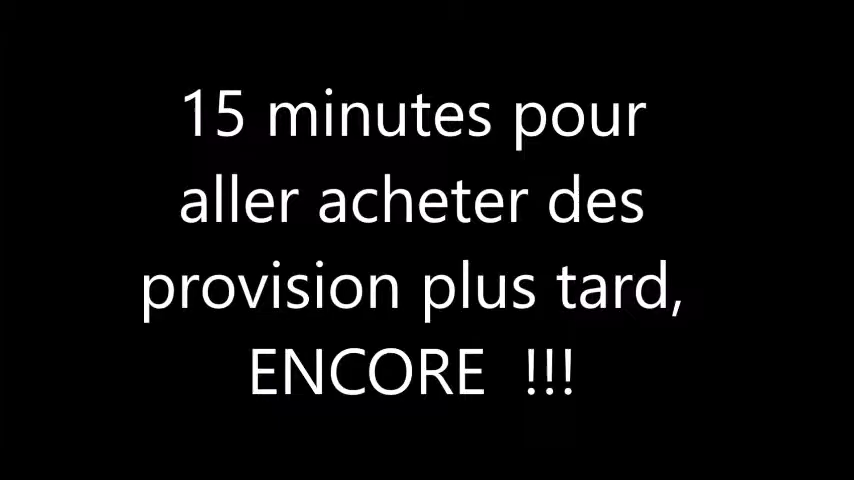 15 minutes pour
aller acheter des
provision plus tard,
ENCORE  !!!